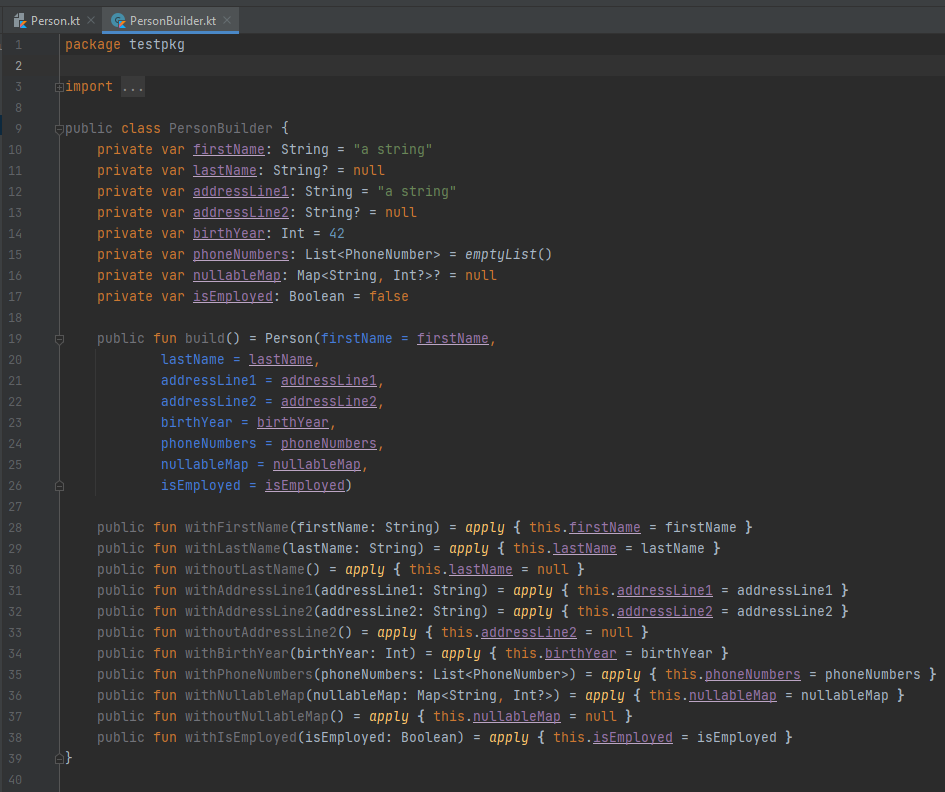 Person.kt
PersonBuilder.kt
1 package testpkg
2
3 import ...
8
9 public class PersonBuilder {
10     private var firstName: String = "a string"
11     private var lastName: String? = null
12     private var addressLine1: String = "a string"
13     private var addressLine2: String? = null
14     private var birthYear: Int = 42
15     private var phoneNumbers: List<PhoneNumber> = emptyList()
16     private var nullableMap: Map<String, Int?>? = null
17     private var isEmployed: Boolean = false
18
19     public fun build() = Person(firstName = firstName,
20             lastName = lastName,
21             addressLine1 = addressLine1,
22             addressLine2 = addressLine2,
23             birthYear = birthYear,
24             phoneNumbers = phoneNumbers,
25             nullableMap = nullableMap,
26             isEmployed = isEmployed)
27
28     public fun withFirstName(firstName: String) = apply { this.firstName = firstName }
29     public fun withLastName(lastName: String) = apply { this.lastName = lastName }
30     public fun withoutLastName() = apply { this.lastName = null }
31     public fun withAddressLine1(addressLine1: String) = apply { this.addressLine1 = addressLine1 }
32     public fun withAddressLine2(addressLine2: String) = apply { this.addressLine2 = addressLine2 }
33     public fun withoutAddressLine2() = apply { this.addressLine2 = null }
34     public fun withBirthYear(birthYear: Int) = apply { this.birthYear = birthYear }
35     public fun withPhoneNumbers(phoneNumbers: List<PhoneNumber>) = apply { this.phoneNumbers = phoneNumbers }
36     public fun withNullableMap(nullableMap: Map<String, Int?>) = apply { this.nullableMap = nullableMap }
37     public fun withoutNullableMap() = apply { this.nullableMap = null }
38     public fun withIsEmployed(isEmployed: Boolean) = apply { this.isEmployed = isEmployed }
39 }
40